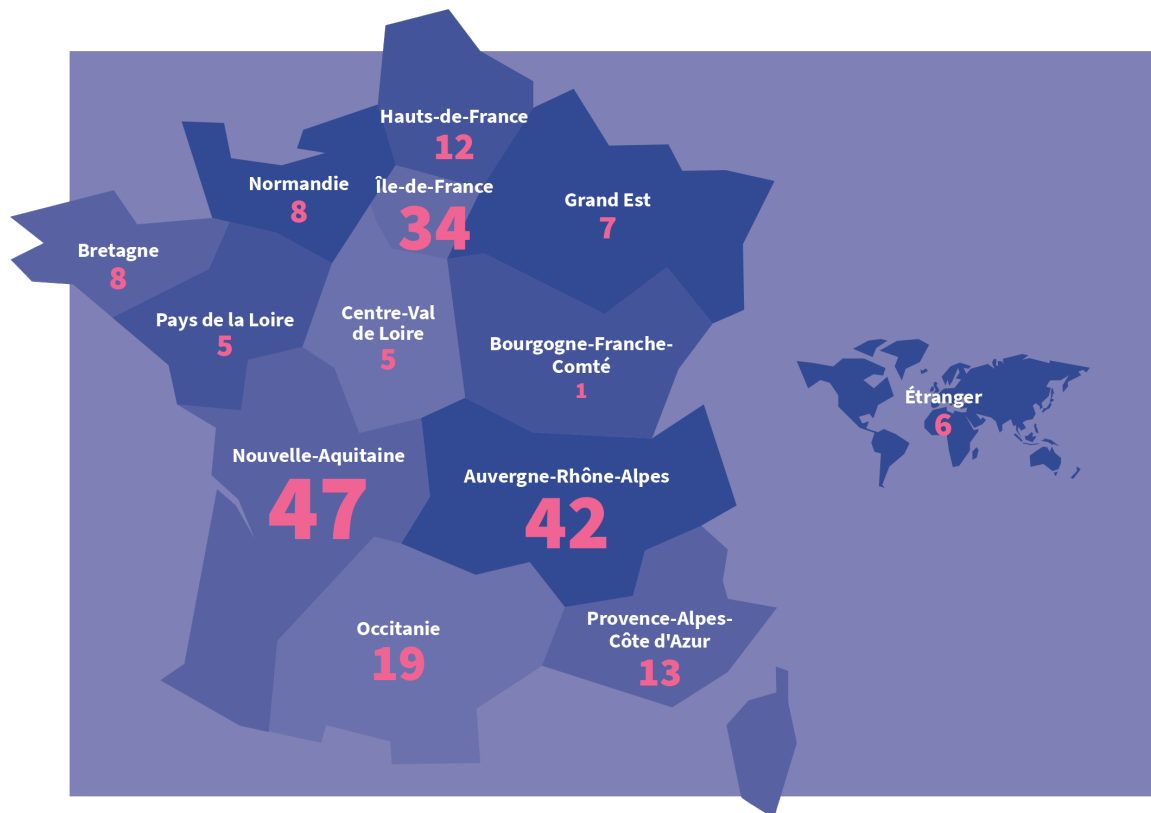 Hauts-de-France
12
Normandie
8
Île-de-France
34
Grand Est
7
Bretagne
8
Pays de la Loire
5
Centre-Val
de Loire
5
Bourgogne-Franche-
Comté
1
Étranger
6
Nouvelle-Aquitaine
47
Auvergne-Rhône-Alpes
42
Occitanie
19
Provence-Alpes-
Côte d'Azur
13